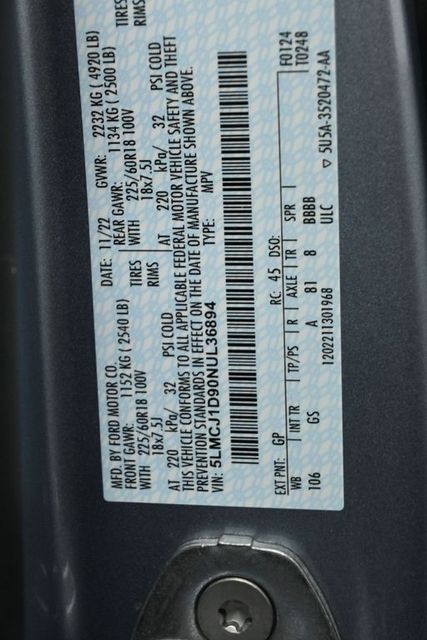 MFD. BY FORD MOTOR CO.
DATE: 11/22 GVWR: 2232 KG ( 4920 LB)
FRONT GAWR: 1152 KG ( 2540 LB) REAR GAWR: 1134 KG ( 2500 LB)
WITH 225/60R18 100V TIRES WITH 225/60R18 100V TIRES
18x7.5J RIMS 18x7.5J RIMS
AT 220 kPa/ 32 PSI COLD AT 220 kPa/ 32 PSI COLD
THIS VEHICLE CONFORMS TO ALL APPLICABLE FEDERAL MOTOR VEHICLE SAFETY AND THEFT
PREVENTION STANDARDS IN EFFECT ON THE DATE OF MANUFACTURE SHOWN ABOVE.
VIN: 5LMCJ1D90NUL36894 TYPE: MPV
EXT PNT: GP RC: 45 DSO: F0124
WB INT TR TP/PS R AXLE TR SPR T0248
106 GS A 81 8 BBBB
1202211301968 ULC ▽ 5U5A-3520472-AA